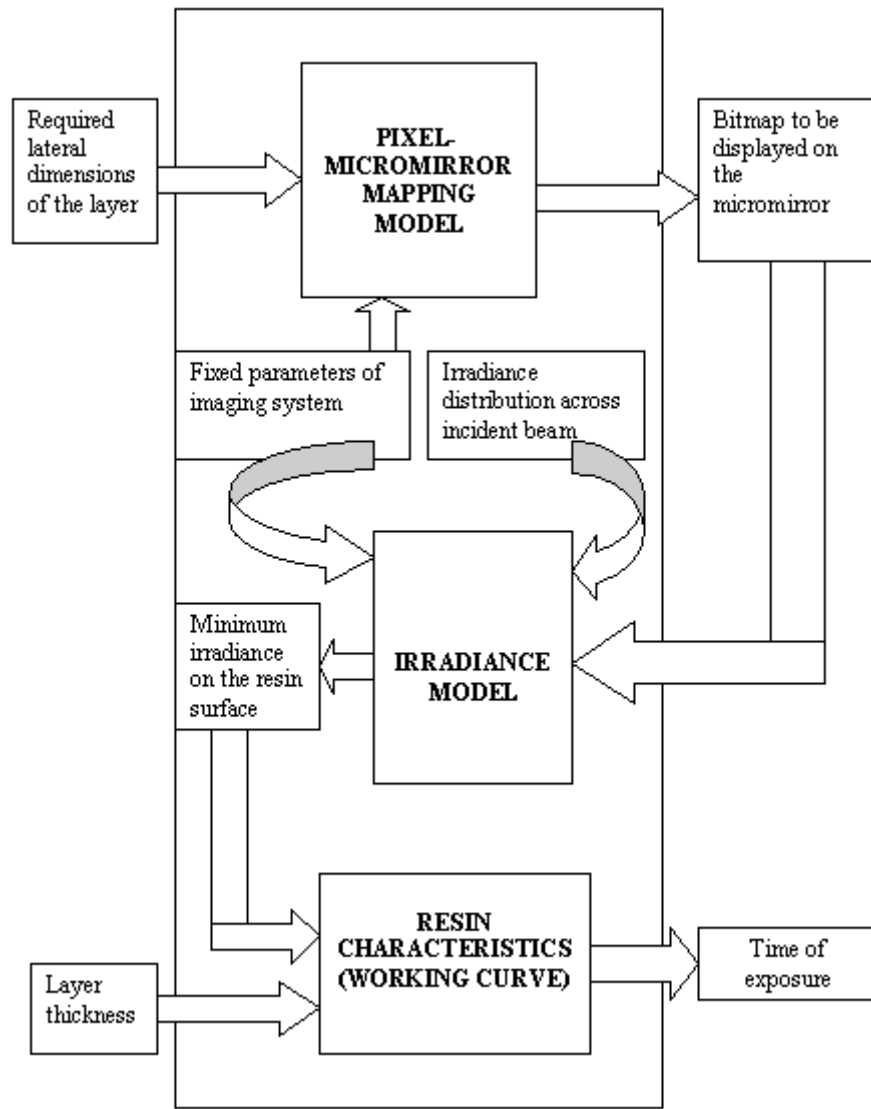 Required
lateral
dimensions
of the layer
PIXEL-
MICROMIRROR
MAPPING
MODEL
Bitmap to be
displayed on
the
micromirror
Fixed parameters of
imaging system
Irradiance
distribution across
incident beam
Minimum
irradiance
on the resin
surface
IRRADIANCE
MODEL
RESIN
CHARACTERISTICS
(WORKING CURVE)
Layer
thickness
Time of
exposure